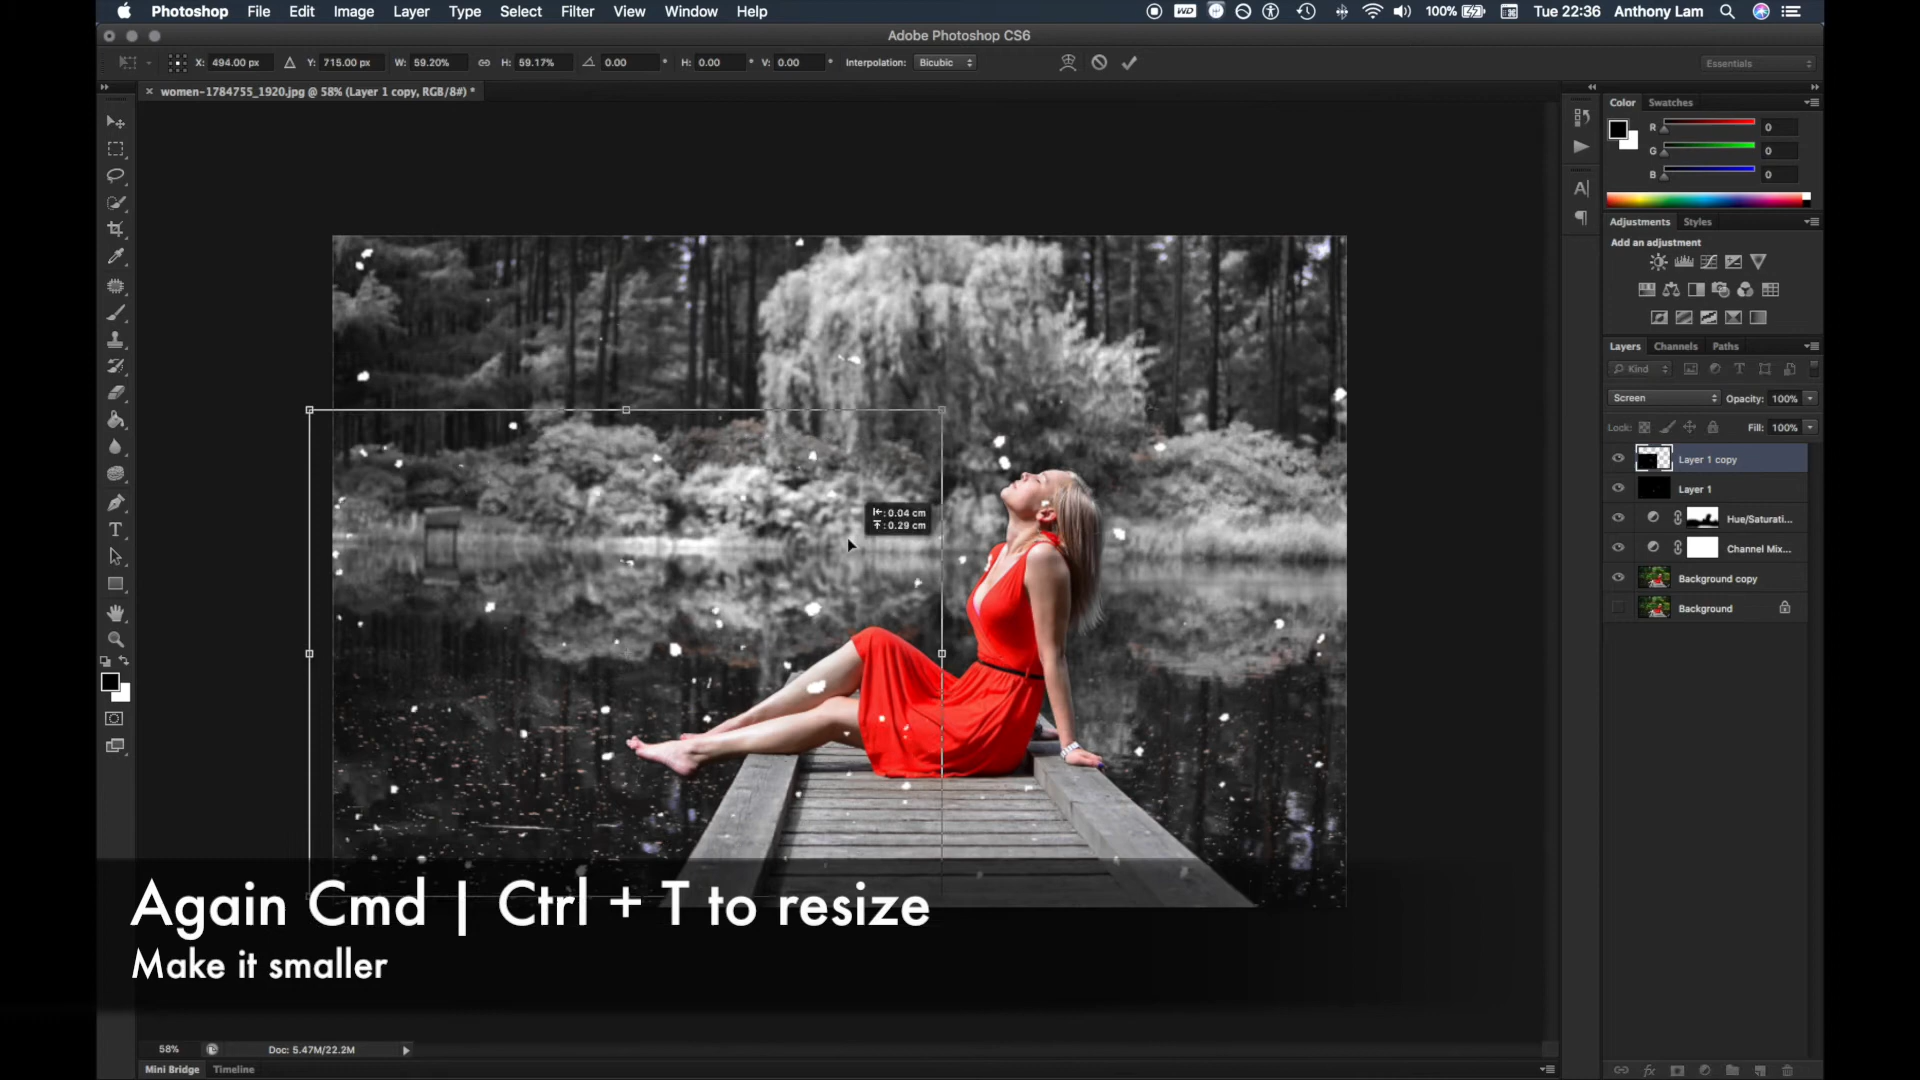 Photoshop File Edit Image Layer Type Select Filter View Window Help WD 100% Tue 22:36 Anthony Lam
Adobe Photoshop CS6
X: 494.00 px Y: 715.00 px W: 59.20% H: 59.17% 0.00 ° H: 0.00 ° V: 0.00 ° Interpolation: Bicubic Essentials
women-1784755_1920.jpg @ 58% (Layer 1 copy, RGB/8#) *
Color Swatches
R 0
G 0
B 0
Adjustments Styles
Add an adjustment
Layers Channels Paths
Kind
Screen Opacity: 100%
Lock: Fill: 100%
Layer 1 copy
Layer 1
Hue/Saturati...
Channel Mix...
Background copy
Background
: 0.04 cm
: 0.29 cm
Again Cmd | Ctrl + T to resize
Make it smaller
58% Doc: 5.47M/22.2M
Mini Bridge Timeline